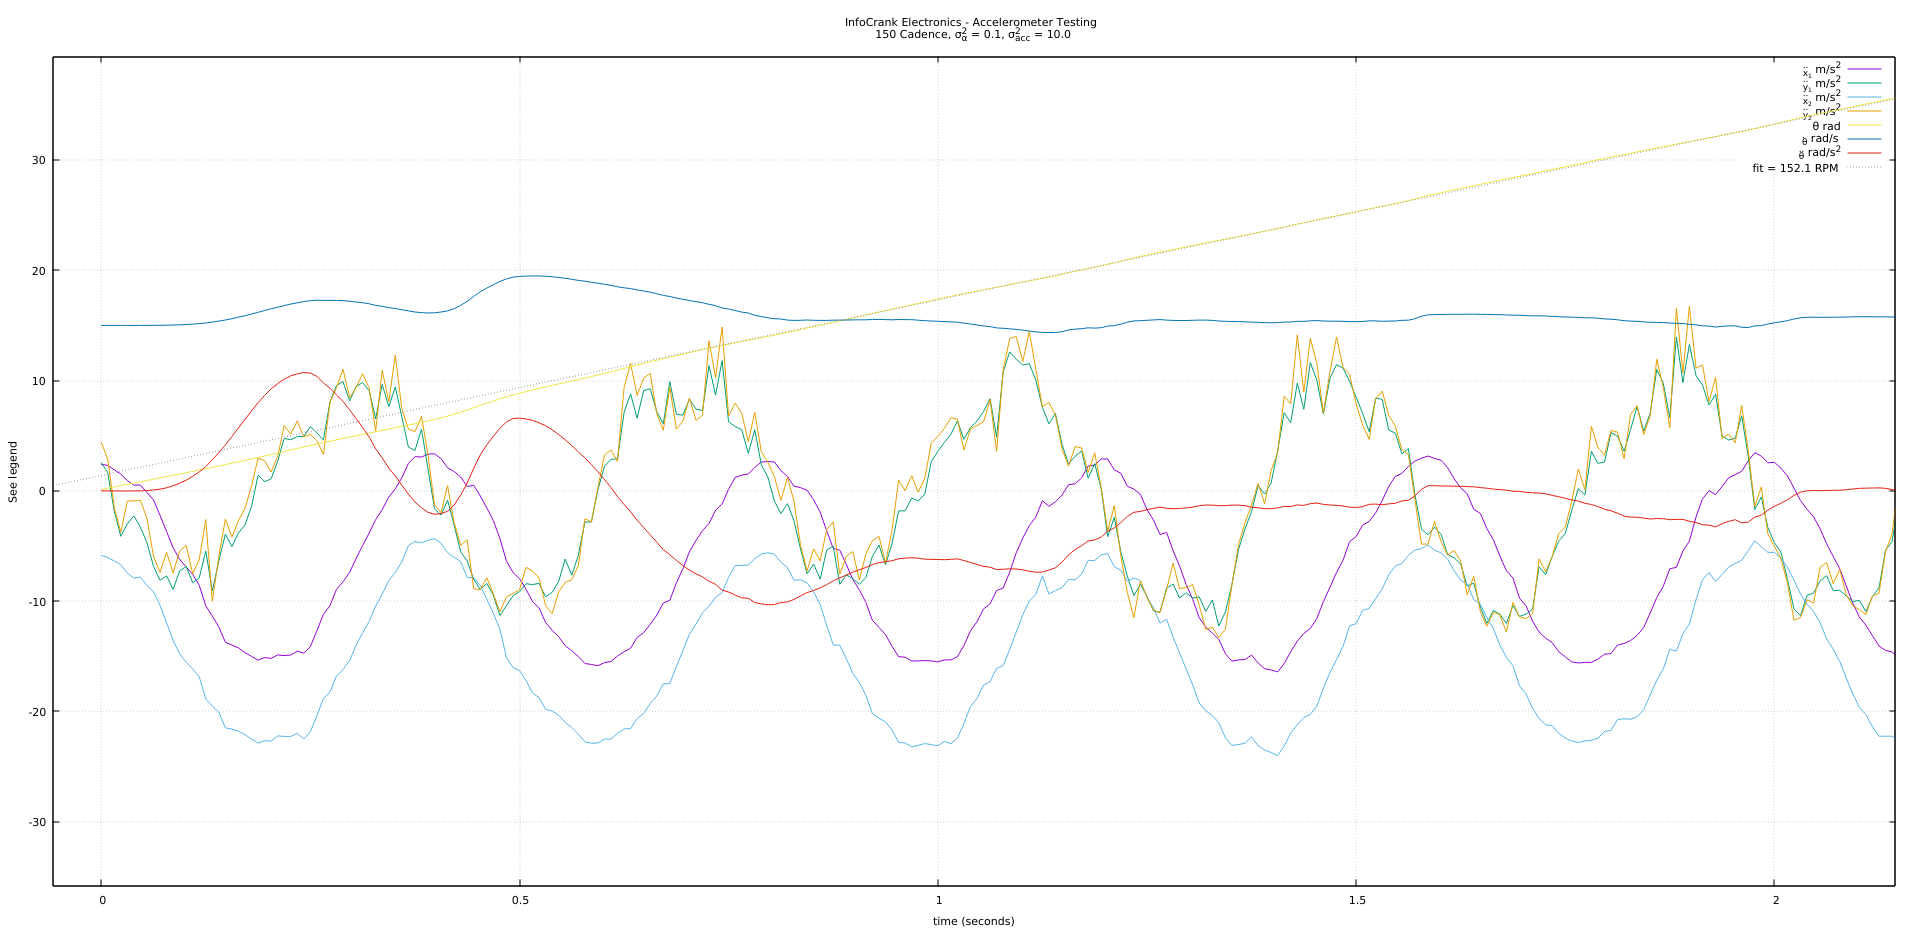 InfoCrank Electronics - Accelerometer Testing
150 Cadence, σ²α = 0.1, σ²acc = 10.0
ẍ₁ m/s²
ÿ₁ m/s²
ẍ₂ m/s²
ÿ₂ m/s²
θ rad
θ̇ rad/s
θ̈ rad/s²
fit = 152.1 RPM
See legend
30
20
10
0
-10
-20
-30
0
0.5
1
1.5
2
time (seconds)